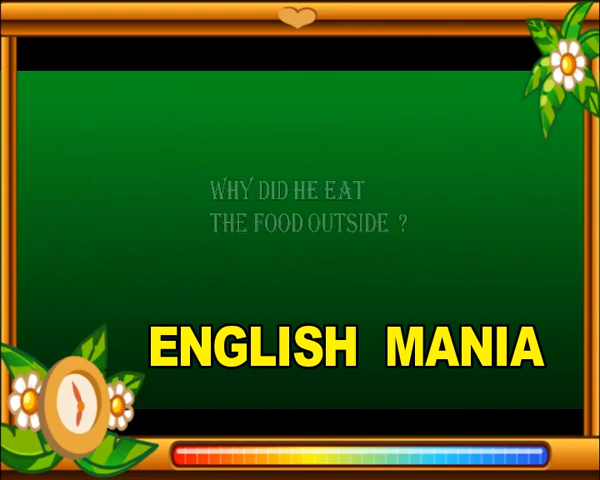 WHY DID HE EAT
THE FOOD OUTSIDE ?
ENGLISH MANIA